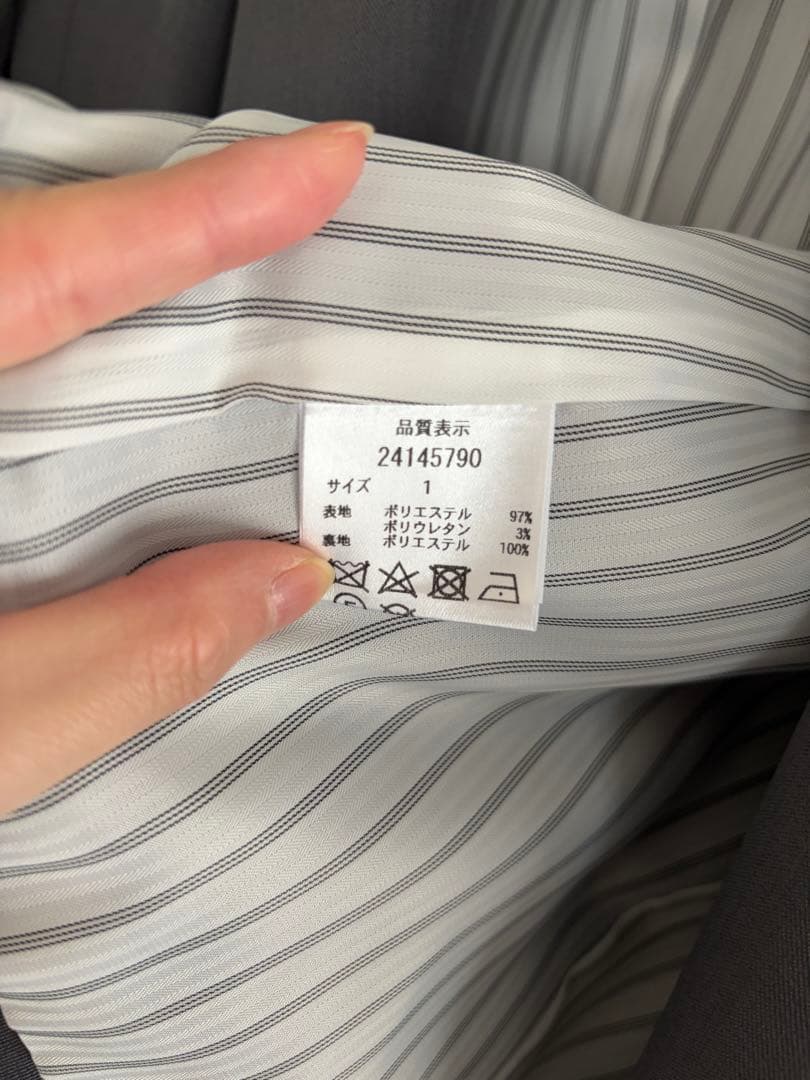 品質表示
24145790
サイズ 1
表地 ポリエステル 97%
ポリウレタン 3%
裏地 ポリエステル 100%